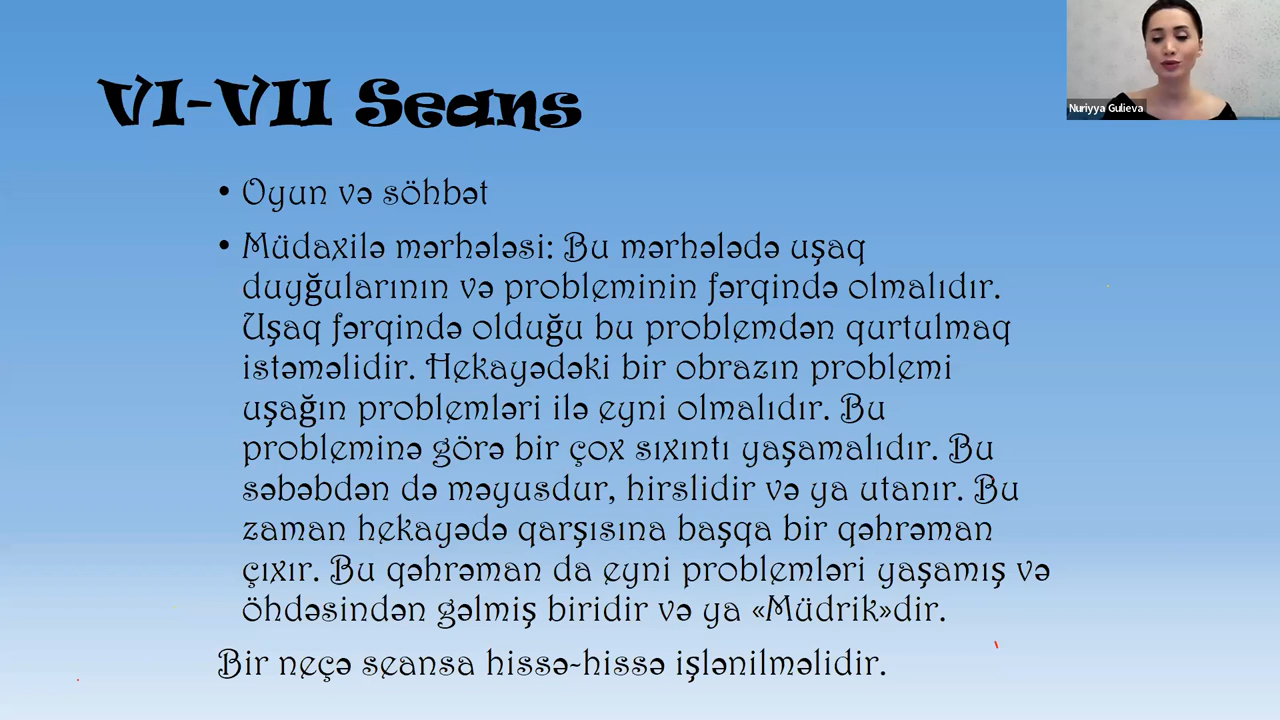 VI-VII Seans
Nuriyya Gulieva
• Oyun və söhbət
• Müdaxilə mərhələsi: Bu mərhələdə uşaq
duyğularının və probleminin fərqində olmalıdır.
Uşaq fərqində olduğu bu problemdən qurtulmaq
istəməlidir. Hekayədəki bir obrazın problemi
uşağın problemləri ilə eyni olmalıdır. Bu
probleminə görə bir çox sıxıntı yaşamalıdır. Bu
səbəbdən də məyusdur, hirslidir və ya utanır. Bu
zaman hekayədə qarşısına başqa bir qəhrəman
çıxır. Bu qəhrəman da eyni problemləri yaşamış və
öhdəsindən gəlmiş biridir və ya «Müdrik»dir.
Bir neçə seansa hissə-hissə işlənilməlidir.